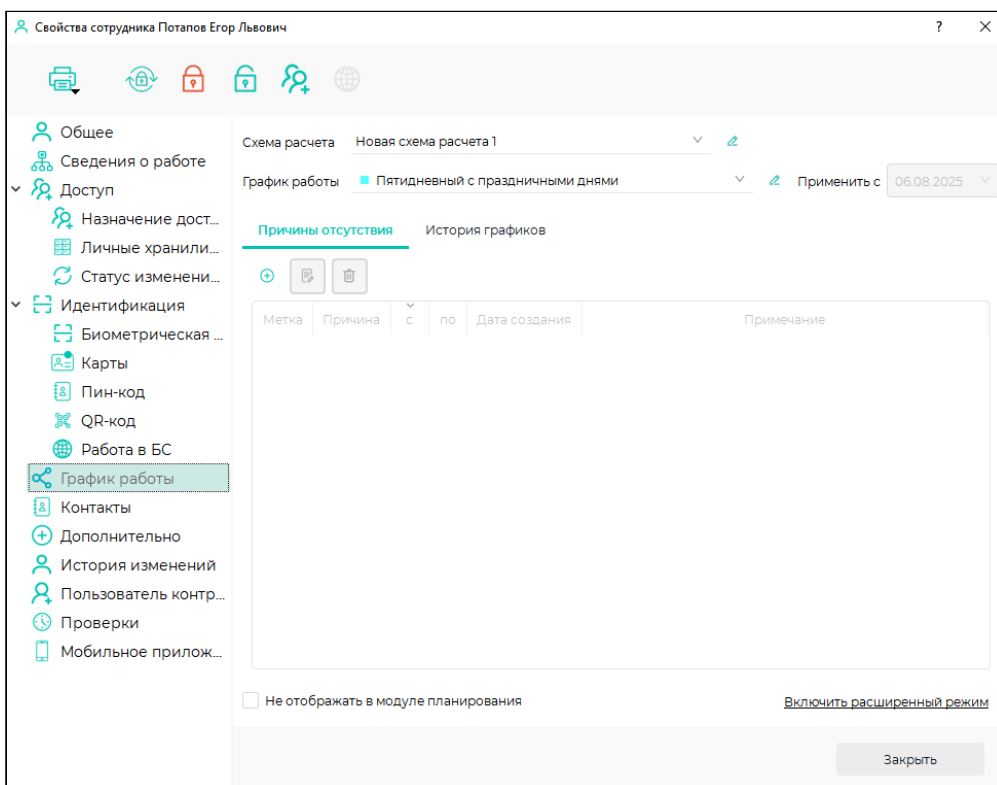 Свойства сотрудника Потапов Егор Львович
?
Общее
Сведения о работе
Доступ
Назначение дост...
Личные хранили...
Статус изменени...
Идентификация
Биометрическая ...
Карты
Пин-код
QR-код
Работа в БС
График работы
Контакты
Дополнительно
История изменений
Пользователь контр...
Проверки
Мобильное прилож...
Схема расчета Новая схема расчета 1
График работы Пятидневный с праздничными днями Применить с 06.08.2025
Причины отсутствия История графиков
Метка Причина с по Дата создания Примечание
Не отображать в модуле планирования Включить расширенный режим
Закрыть